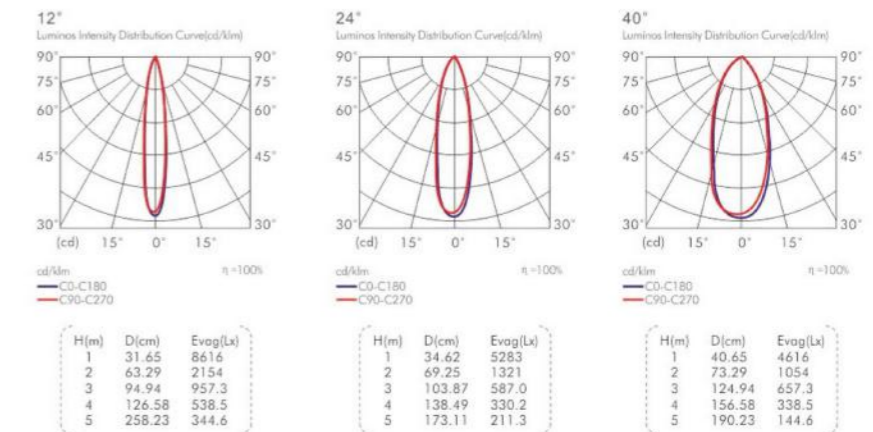 12°
Luminos Intensity Distribution Curve(cd/klm)
90° 90°
75° 75°
60° 60°
45° 45°
30° 30°
(cd) 15° 0° 15°
cd/klm η=100%
C0-C180
C90-C270
H(m) D(cm) Evag(Lx)
1 31.65 8616
2 63.29 2154
3 94.94 957.3
4 126.58 538.5
5 258.23 344.6
24°
Luminos Intensity Distribution Curve(cd/klm)
90° 90°
75° 75°
60° 60°
45° 45°
30° 30°
(cd) 15° 0° 15°
cd/klm η=100%
C0-C180
C90-C270
H(m) D(cm) Evag(Lx)
1 34.62 5283
2 69.25 1321
3 103.87 587.0
4 138.49 330.2
5 173.11 211.3
40°
Luminos Intensity Distribution Curve(cd/klm)
90° 90°
75° 75°
60° 60°
45° 45°
30° 30°
(cd) 15° 0° 15°
cd/klm η=100%
C0-C180
C90-C270
H(m) D(cm) Evag(Lx)
1 40.65 4616
2 73.29 1054
3 124.94 657.3
4 156.58 338.5
5 190.23 144.6